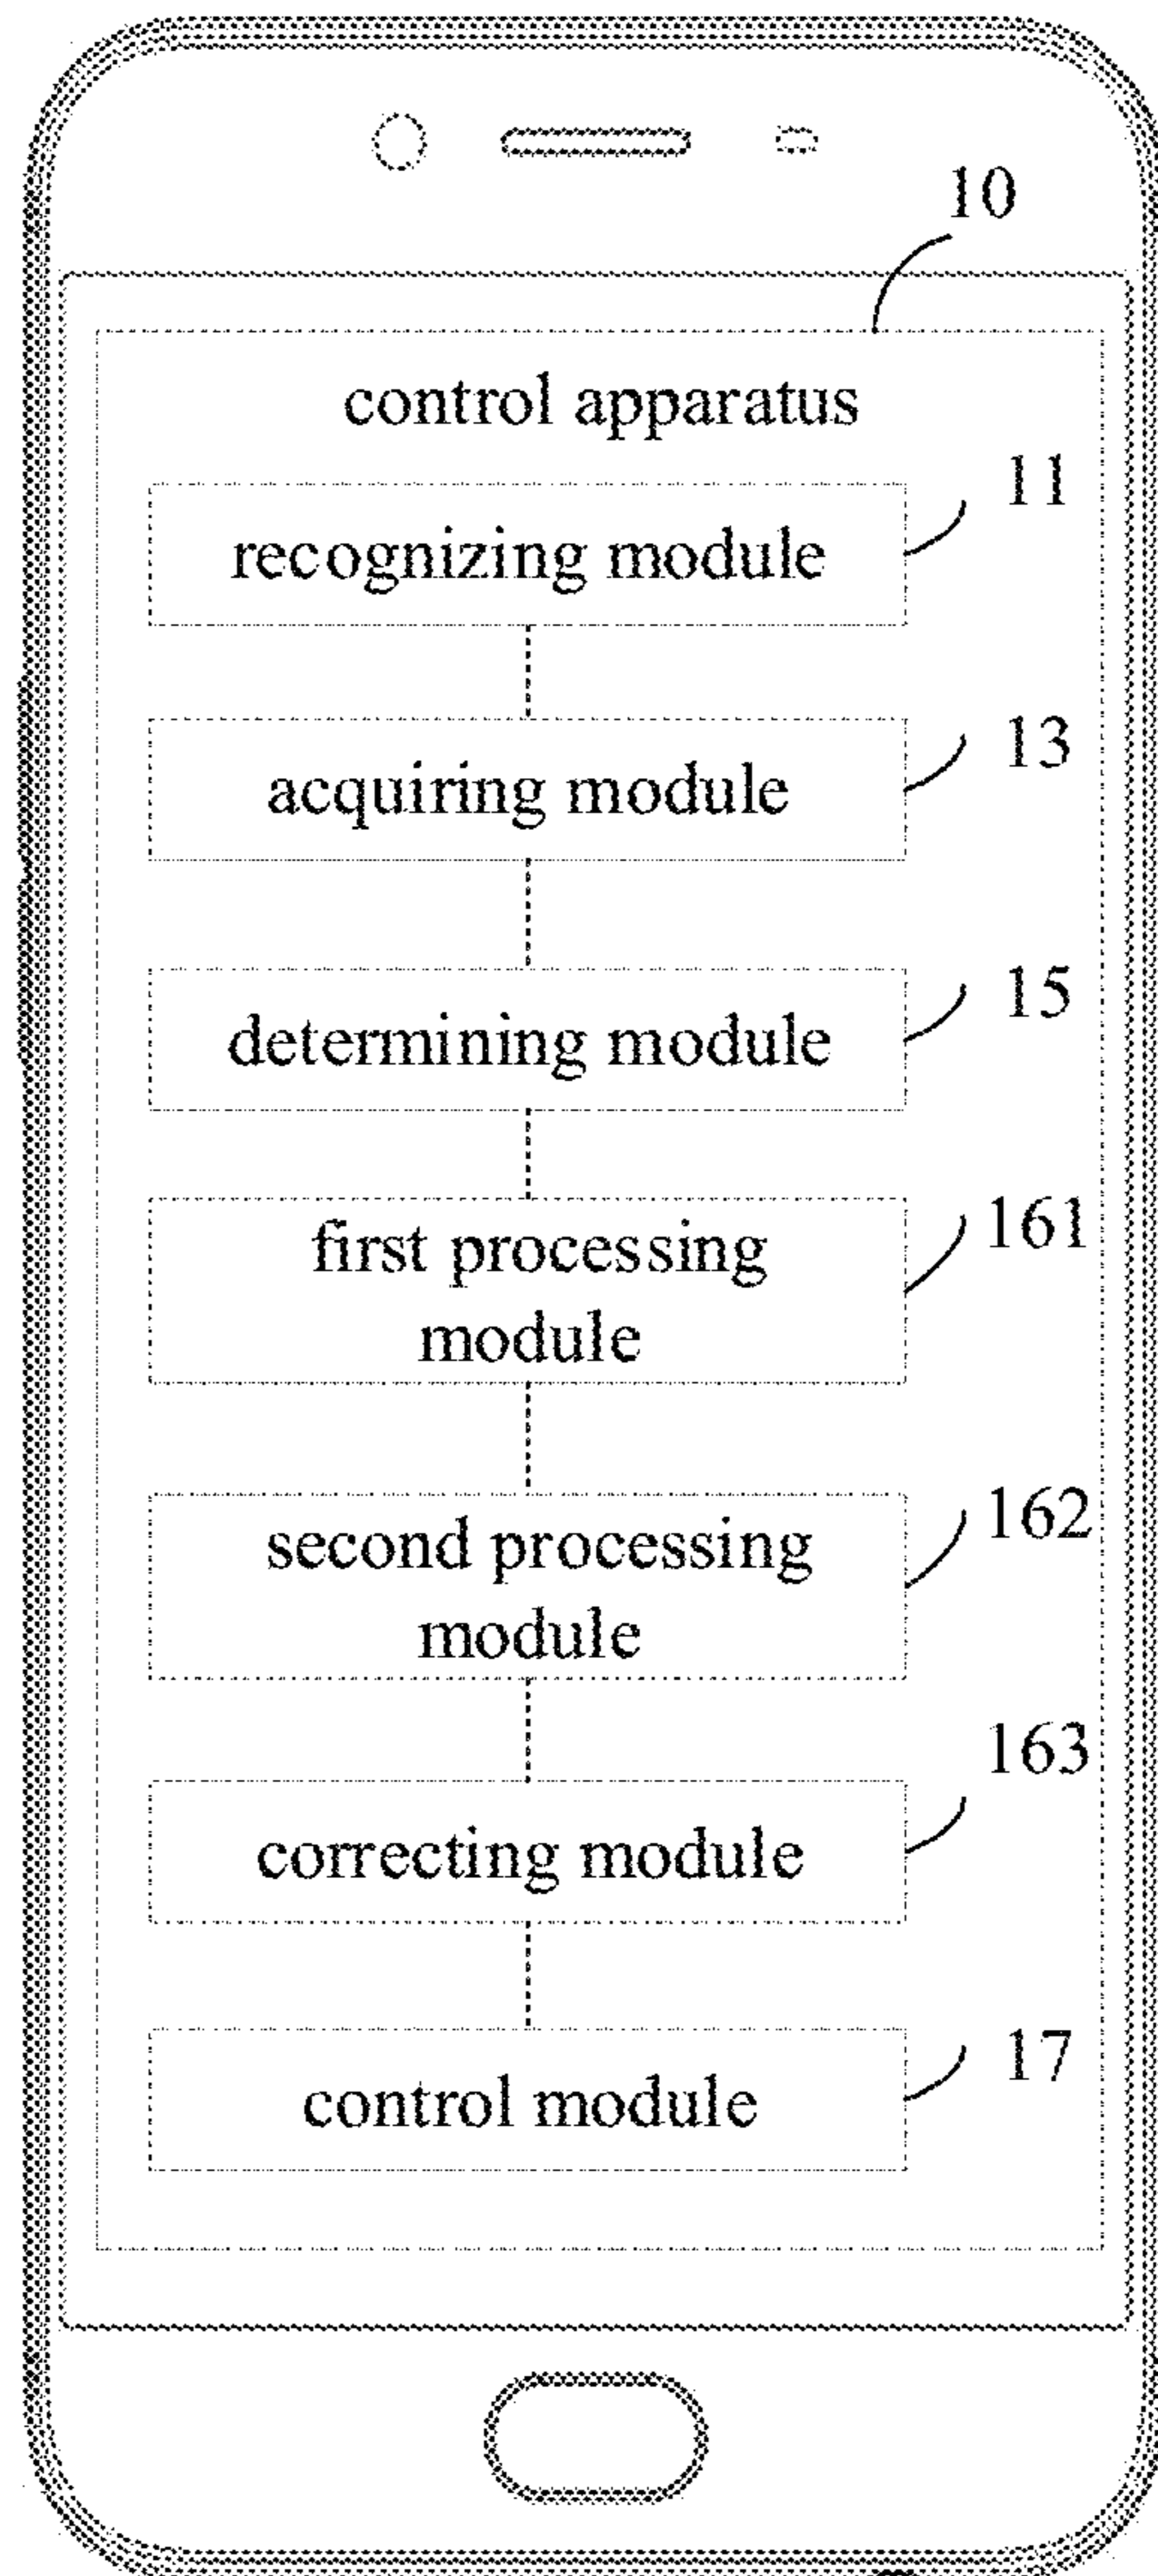 10
control apparatus
11
recognizing module
13
acquiring module
15
determining module
161
first processing
module
162
second processing
module
163
correcting module
17
control module